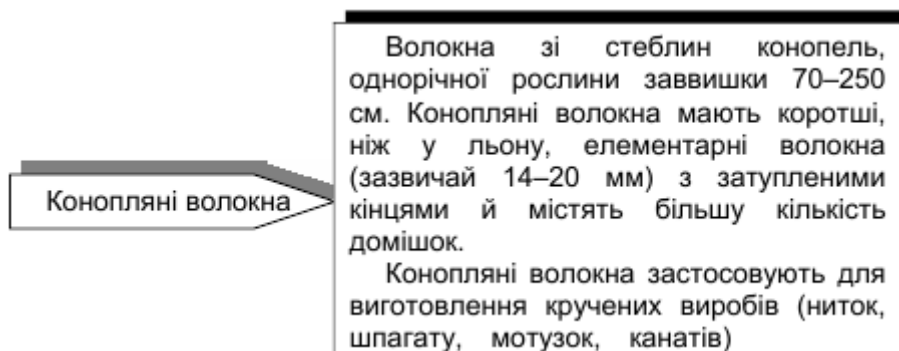 Конопляні волокна
Волокна зі стеблин конопель,
однорічної рослини заввишки 70–250
см. Конопляні волокна мають коротші,
ніж у льону, елементарні волокна
(зазвичай 14–20 мм) з затупленими
кінцями й містять більшу кількість
домішок.
Конопляні волокна застосовують для
виготовлення кручених виробів (ниток,
шпагату, мотузок, канатів)